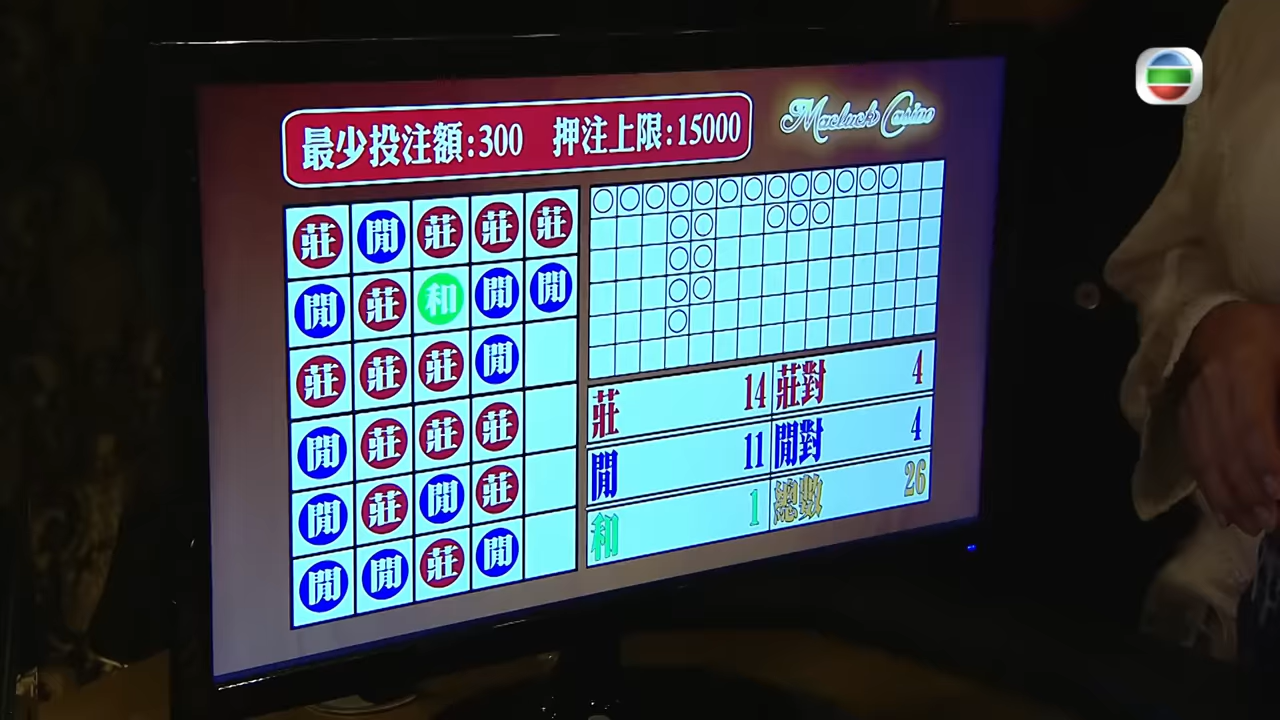 最少投注額:300 押注上限:15000
Macluck Casino
莊 閒 莊 莊 莊
閒 莊 和 閒 閒
莊 莊 莊 閒
閒 莊 莊 莊
閒 莊 閒 莊
閒 閒 莊 閒
莊 14 莊對 4
閒 11 閒對 4
和 1 總數 26